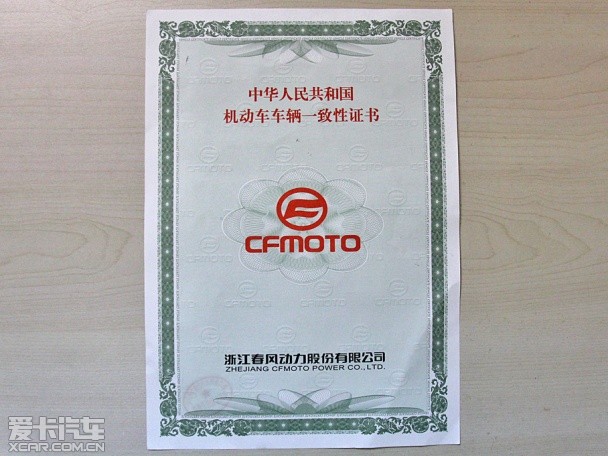 中华人民共和国
机动车车辆一致性证书
CFMOTO
浙江春风动力股份有限公司
ZHEJIANG CFMOTO POWER CO.,LTD.
爱卡汽车
XCAR.COM.CN